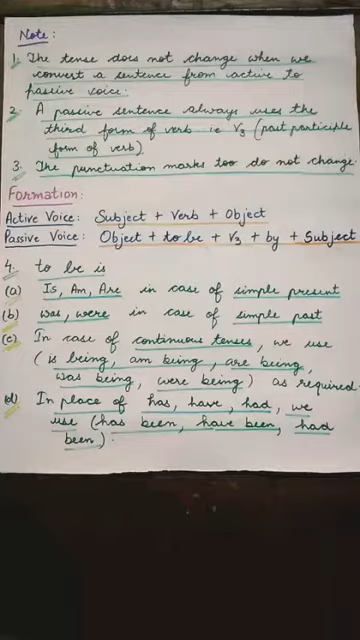 Note:
1. The tense does not change when we
convert a sentence from active to
passive voice.
2. A passive sentence always uses the
third form of verb i.e V3 (past participle
form of verb)
3. The punctuation marks too do not change.
Formation:
Active Voice: Subject + Verb + Object
Passive Voice: Object + to be + V3 + by + Subject
4. to be is
(a) Is, Am, Are in case of simple present
(b) was, were in case of simple past
(c) In case of continuous tenses, we use
(is being, am being, are being,
was being, were being) as required.
(d) In place of has, have, had, we
use (has been, have been, had
been).